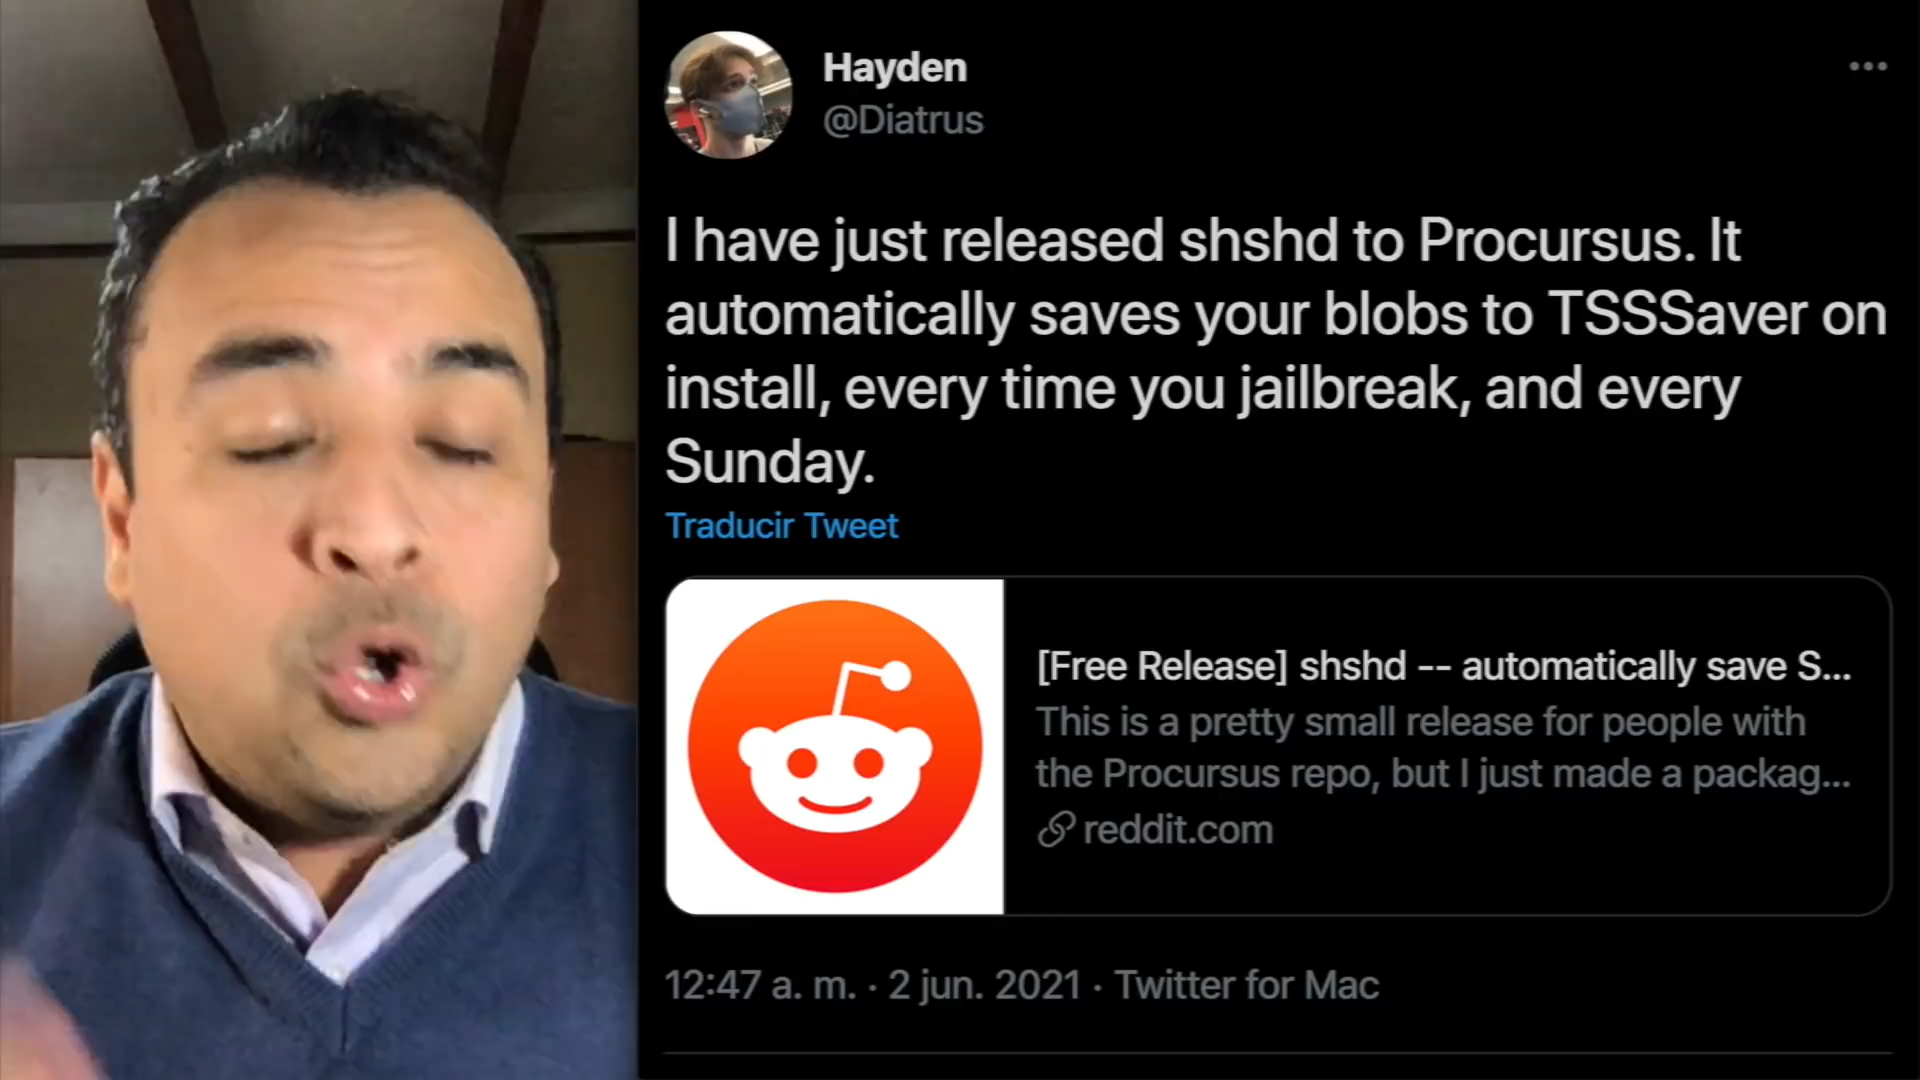 Hayden
@Diatrus
I have just released shshd to Procursus. It
automatically saves your blobs to TSSSaver on
install, every time you jailbreak, and every
Sunday.
Traducir Tweet
[Free Release] shshd -- automatically save S...
This is a pretty small release for people with
the Procursus repo, but I just made a packag...
reddit.com
12:47 a. m. · 2 jun. 2021 · Twitter for Mac